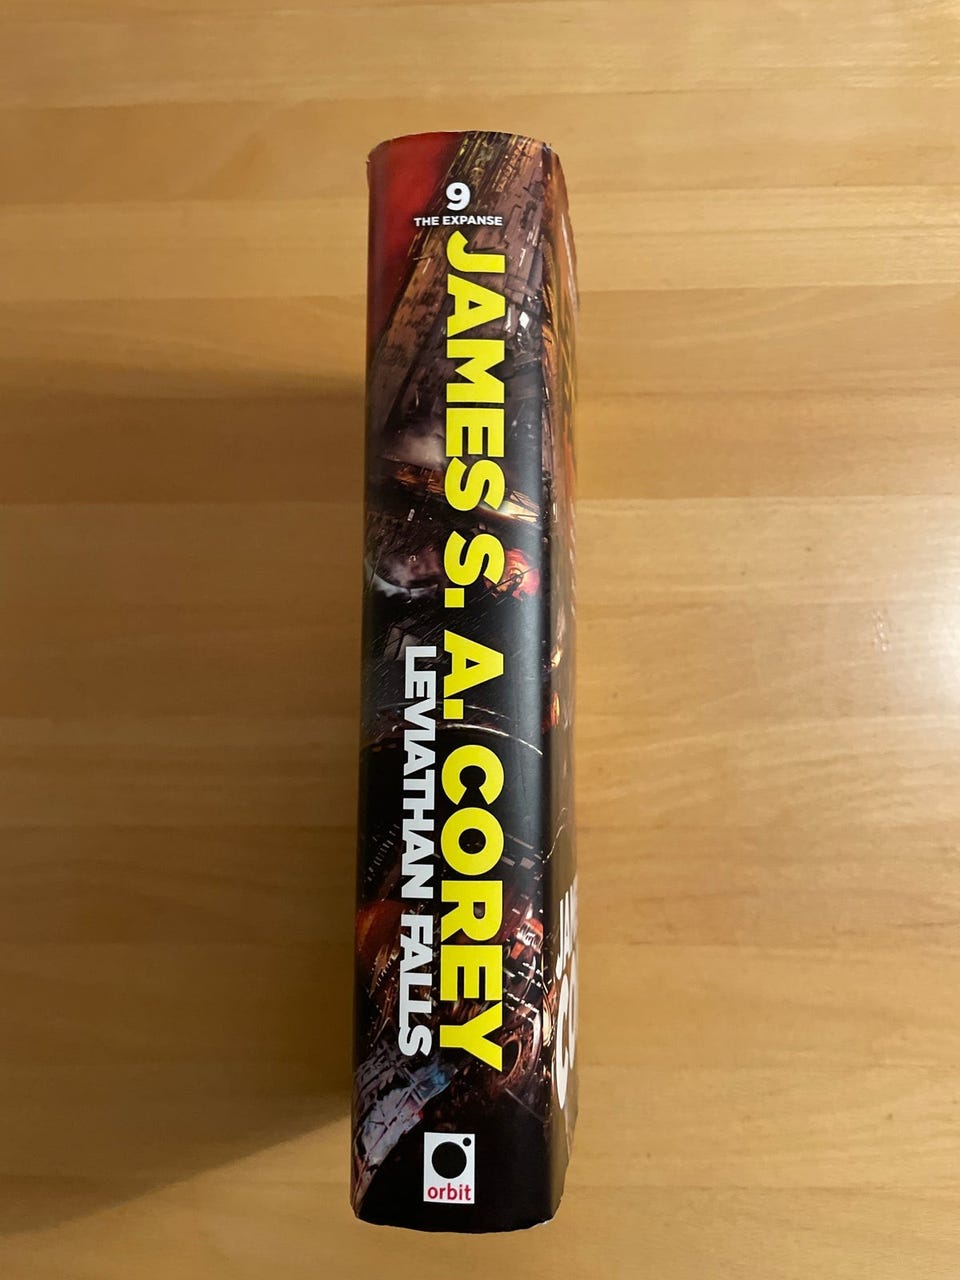 9
THE EXPANSE
JAMES S. A. COREY
LEVIATHAN FALLS
orbit